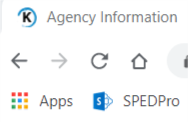 K Agency Information
Apps S SPEDPro